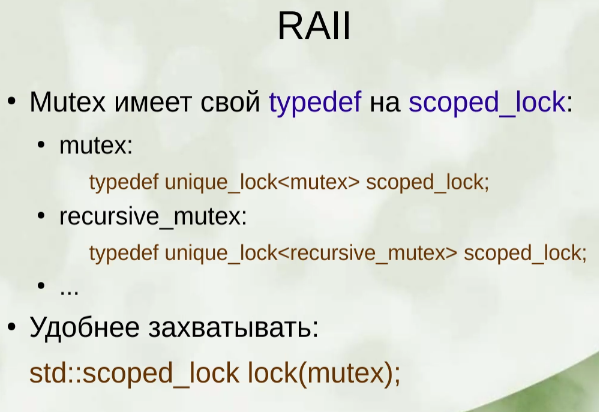 RAII
• Mutex имеет свой typedef на scoped_lock:
• mutex:
typedef unique_lock<mutex> scoped_lock;
• recursive_mutex:
typedef unique_lock<recursive_mutex> scoped_lock;
• ...
• Удобнее захватывать:
std::scoped_lock lock(mutex);